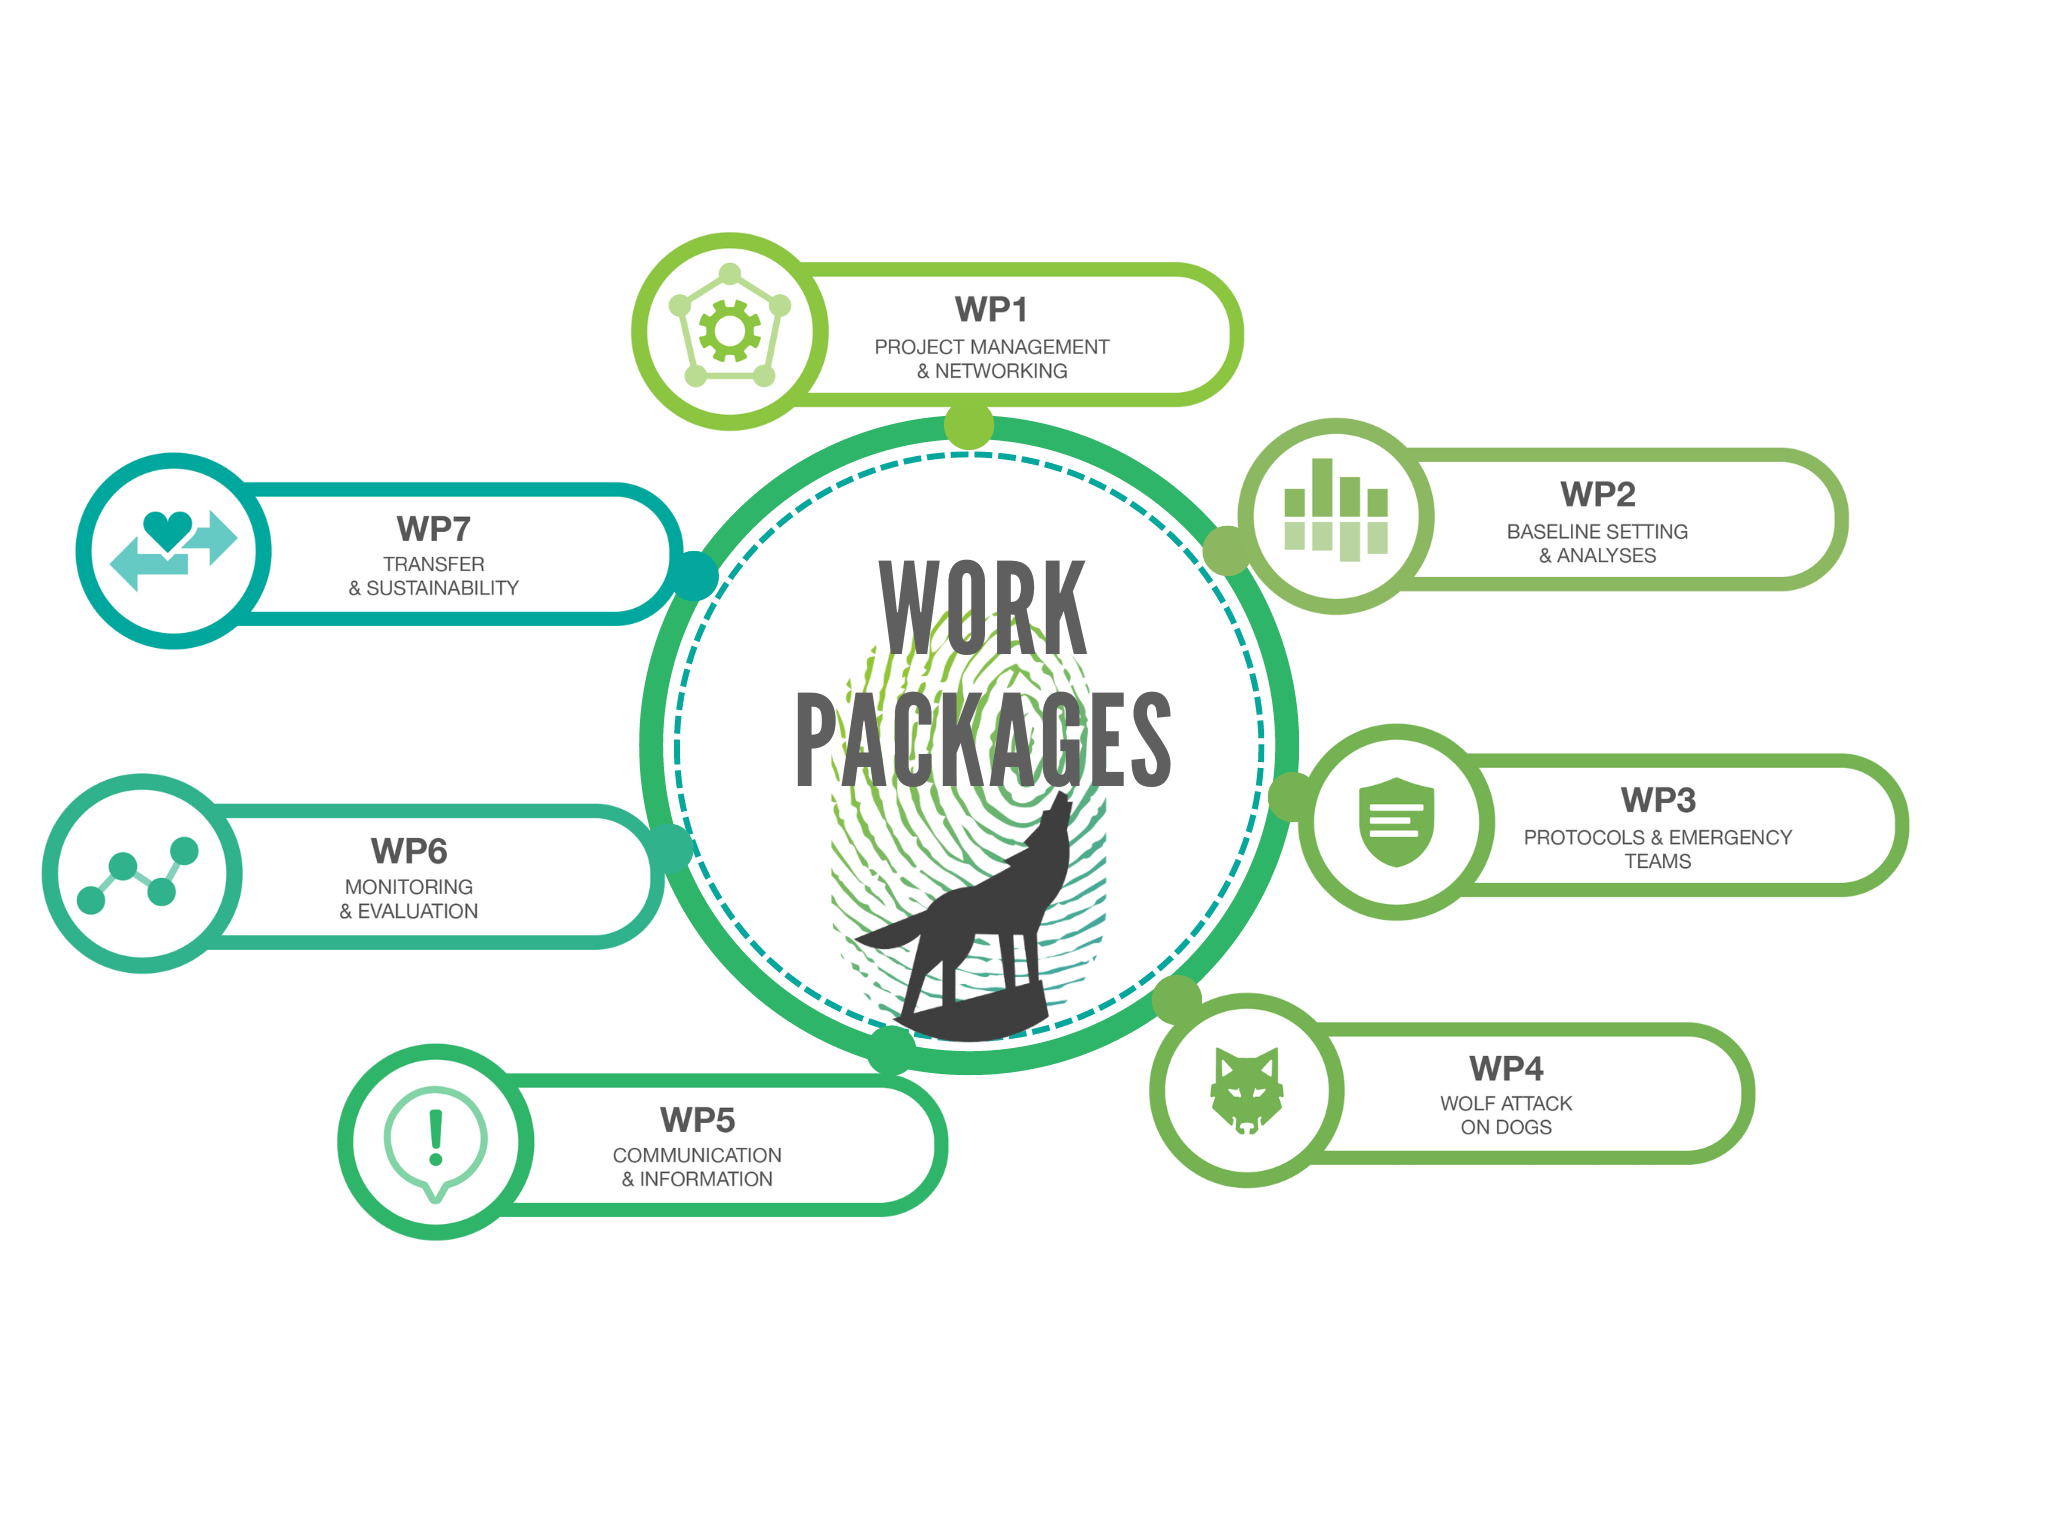 WORK
PACKAGES
WP1
PROJECT MANAGEMENT
& NETWORKING
WP2
BASELINE SETTING
& ANALYSES
WP3
PROTOCOLS & EMERGENCY
TEAMS
WP4
WOLF ATTACK
ON DOGS
WP5
COMMUNICATION
& INFORMATION
WP6
MONITORING
& EVALUATION
WP7
TRANSFER
& SUSTAINABILITY